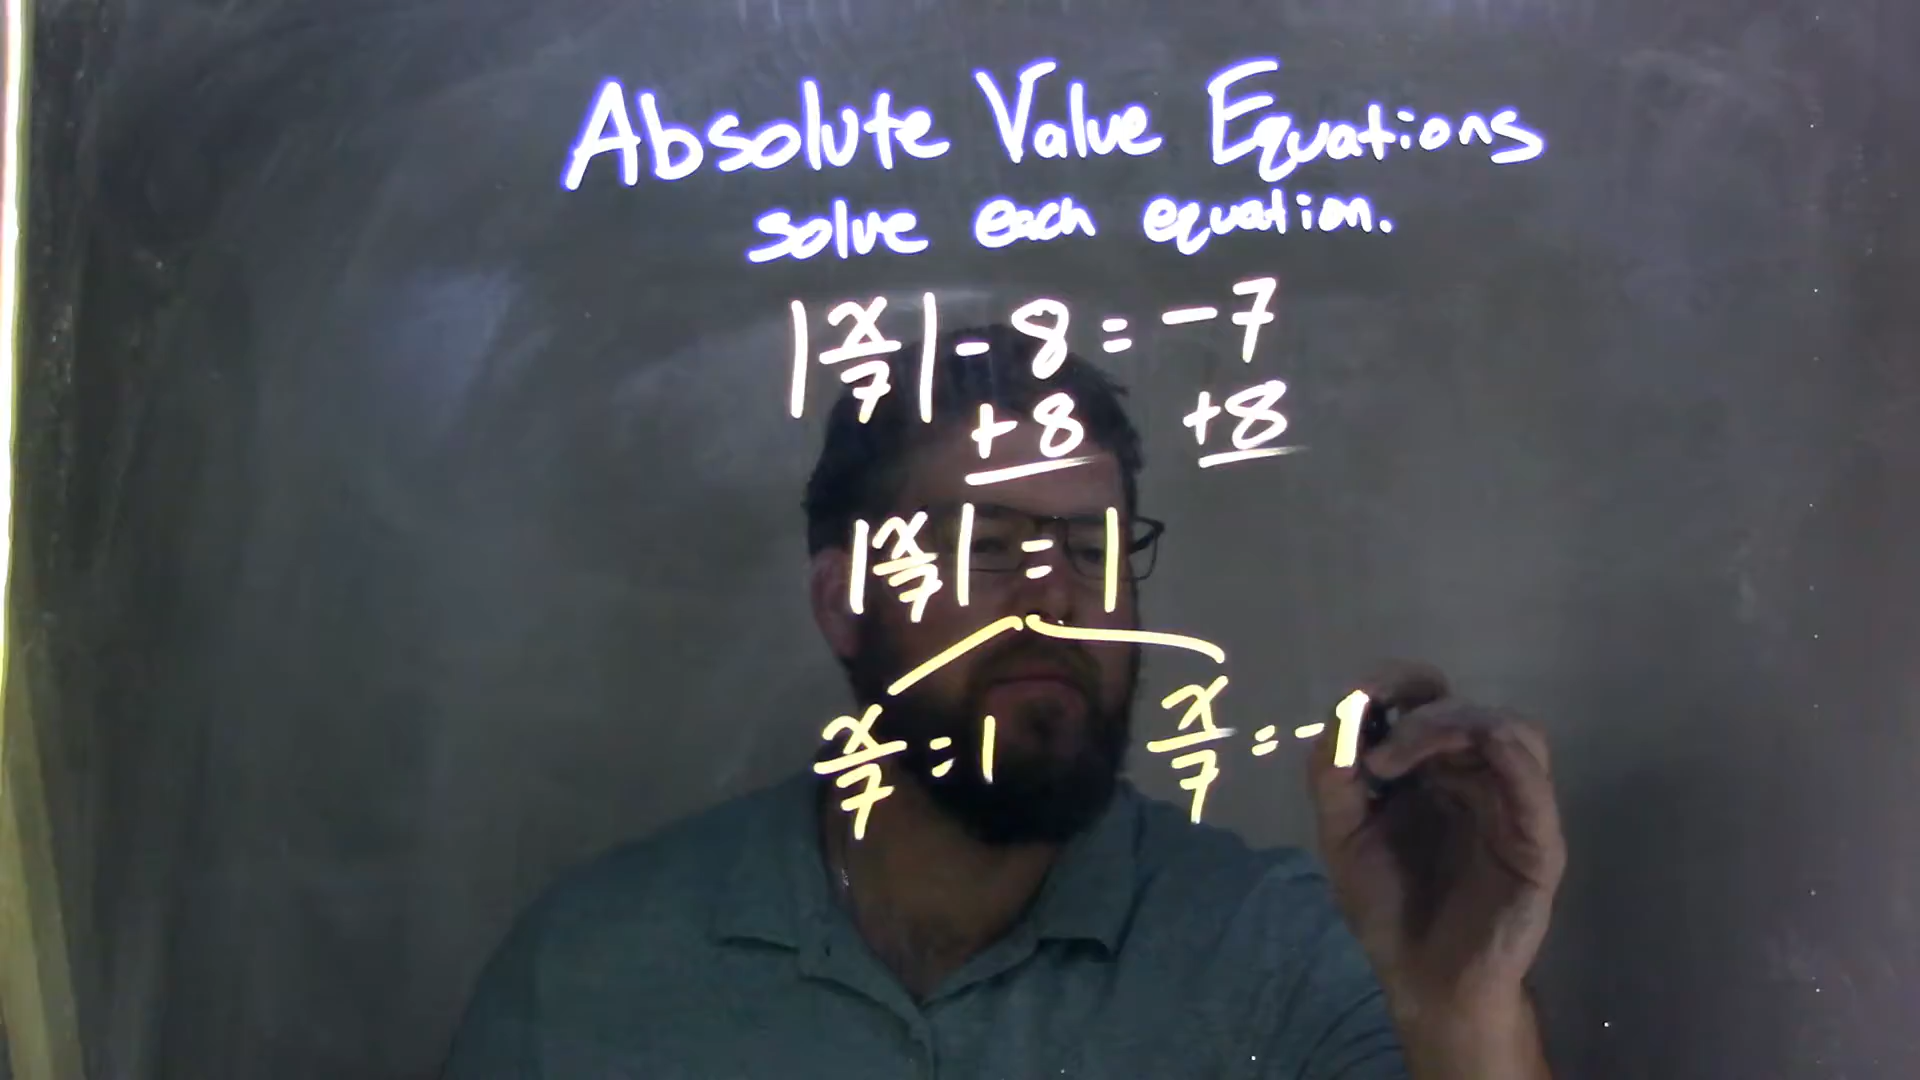 Absolute Value Equations
solve each equation.
|x/7| - 8 = -7
+8 +8
|x/7| = 1
x/7 = 1 x/7 = -1